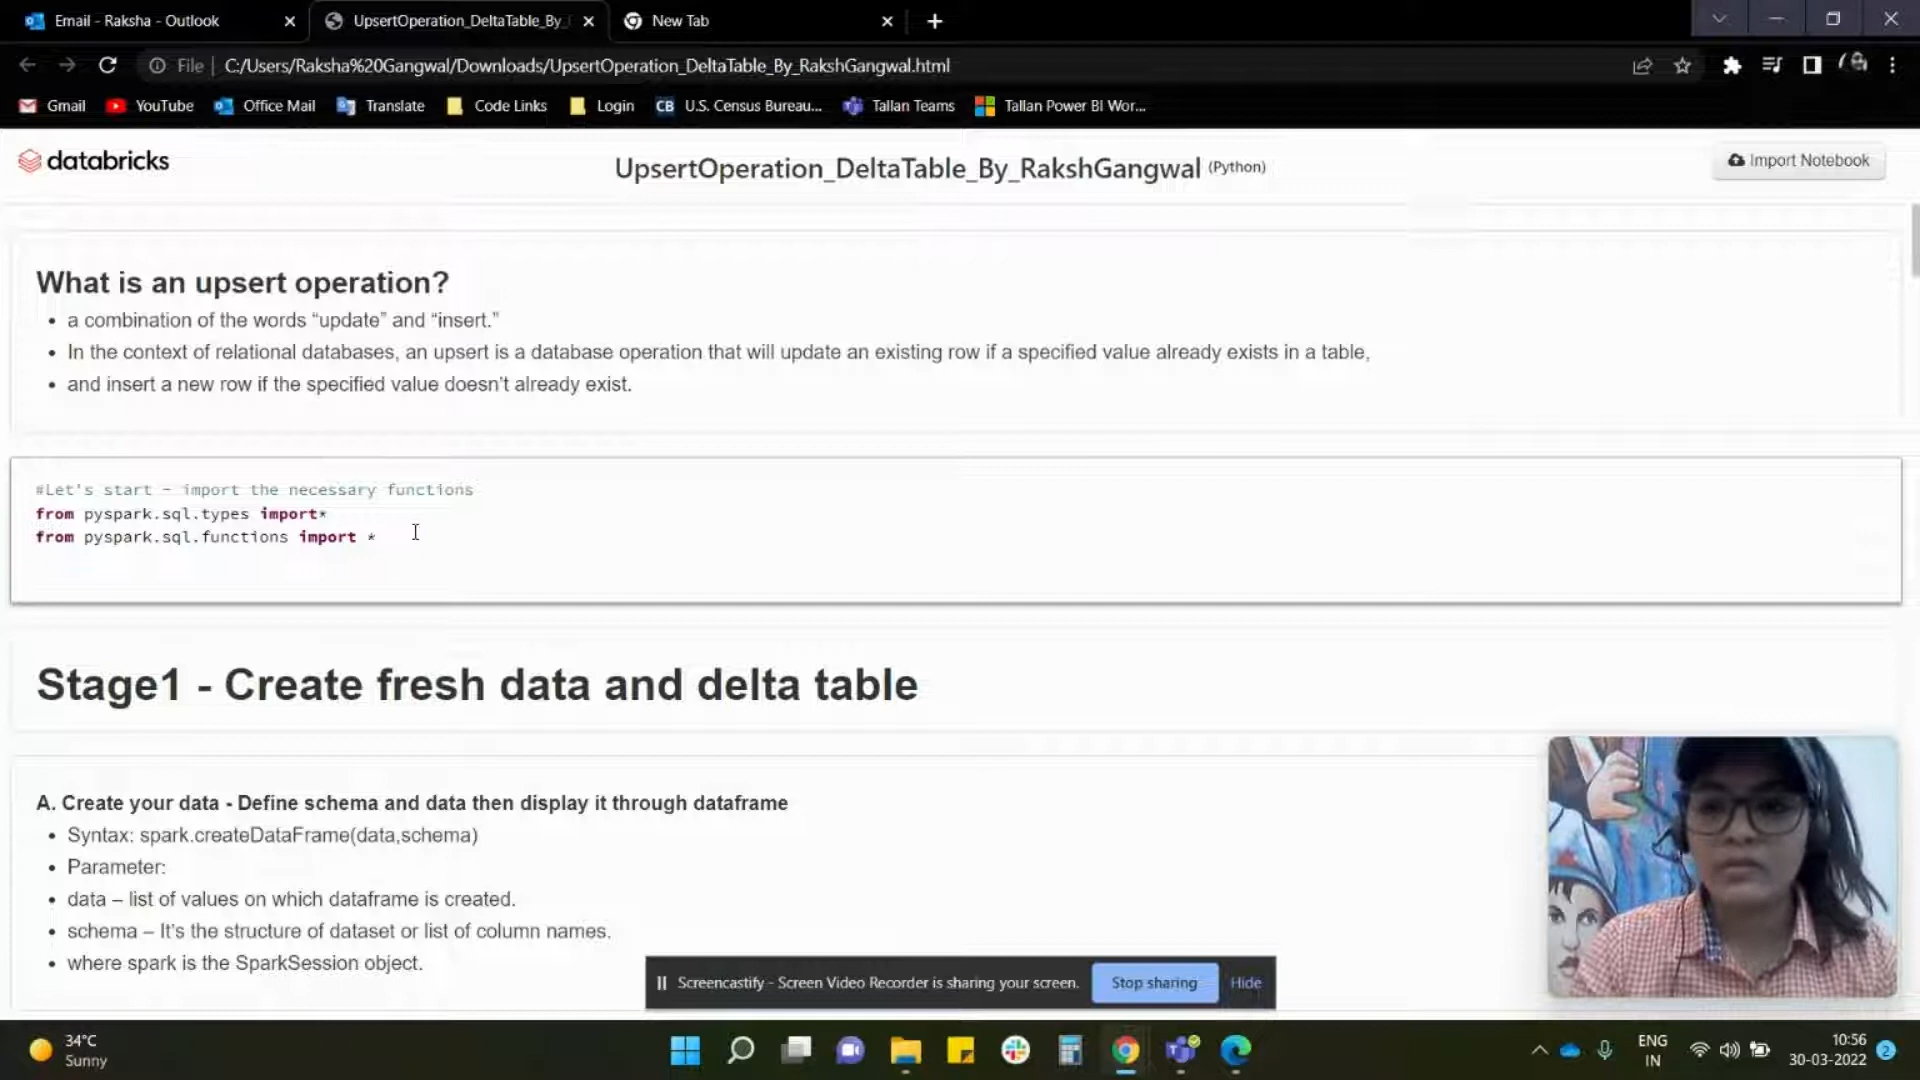 Email - Raksha - Outlook
UpsertOperation_DeltaTable_By_
New Tab
File
C:/Users/Raksha%20Gangwal/Downloads/UpsertOperation_DeltaTable_By_RakshGangwal.html
Gmail
YouTube
Office Mail
Translate
Code Links
Login
CB U.S. Census Bureau...
Tallan Teams
Tallan Power BI Wor...
databricks
UpsertOperation_DeltaTable_By_RakshGangwal (Python)
Import Notebook
What is an upsert operation?
• a combination of the words “update” and “insert.”
• In the context of relational databases, an upsert is a database operation that will update an existing row if a specified value already exists in a table,
• and insert a new row if the specified value doesn’t already exist.
#Let's start - import the necessary functions
from pyspark.sql.types import*
from pyspark.sql.functions import *
Stage1 - Create fresh data and delta table
A. Create your data - Define schema and data then display it through dataframe
• Syntax: spark.createDataFrame(data,schema)
• Parameter:
• data – list of values on which dataframe is created.
• schema – It’s the structure of dataset or list of column names.
• where spark is the SparkSession object.
Screencastify - Screen Video Recorder is sharing your screen.
Stop sharing
Hide
34°C
Sunny
ENG
IN
10:56
30-03-2022
2